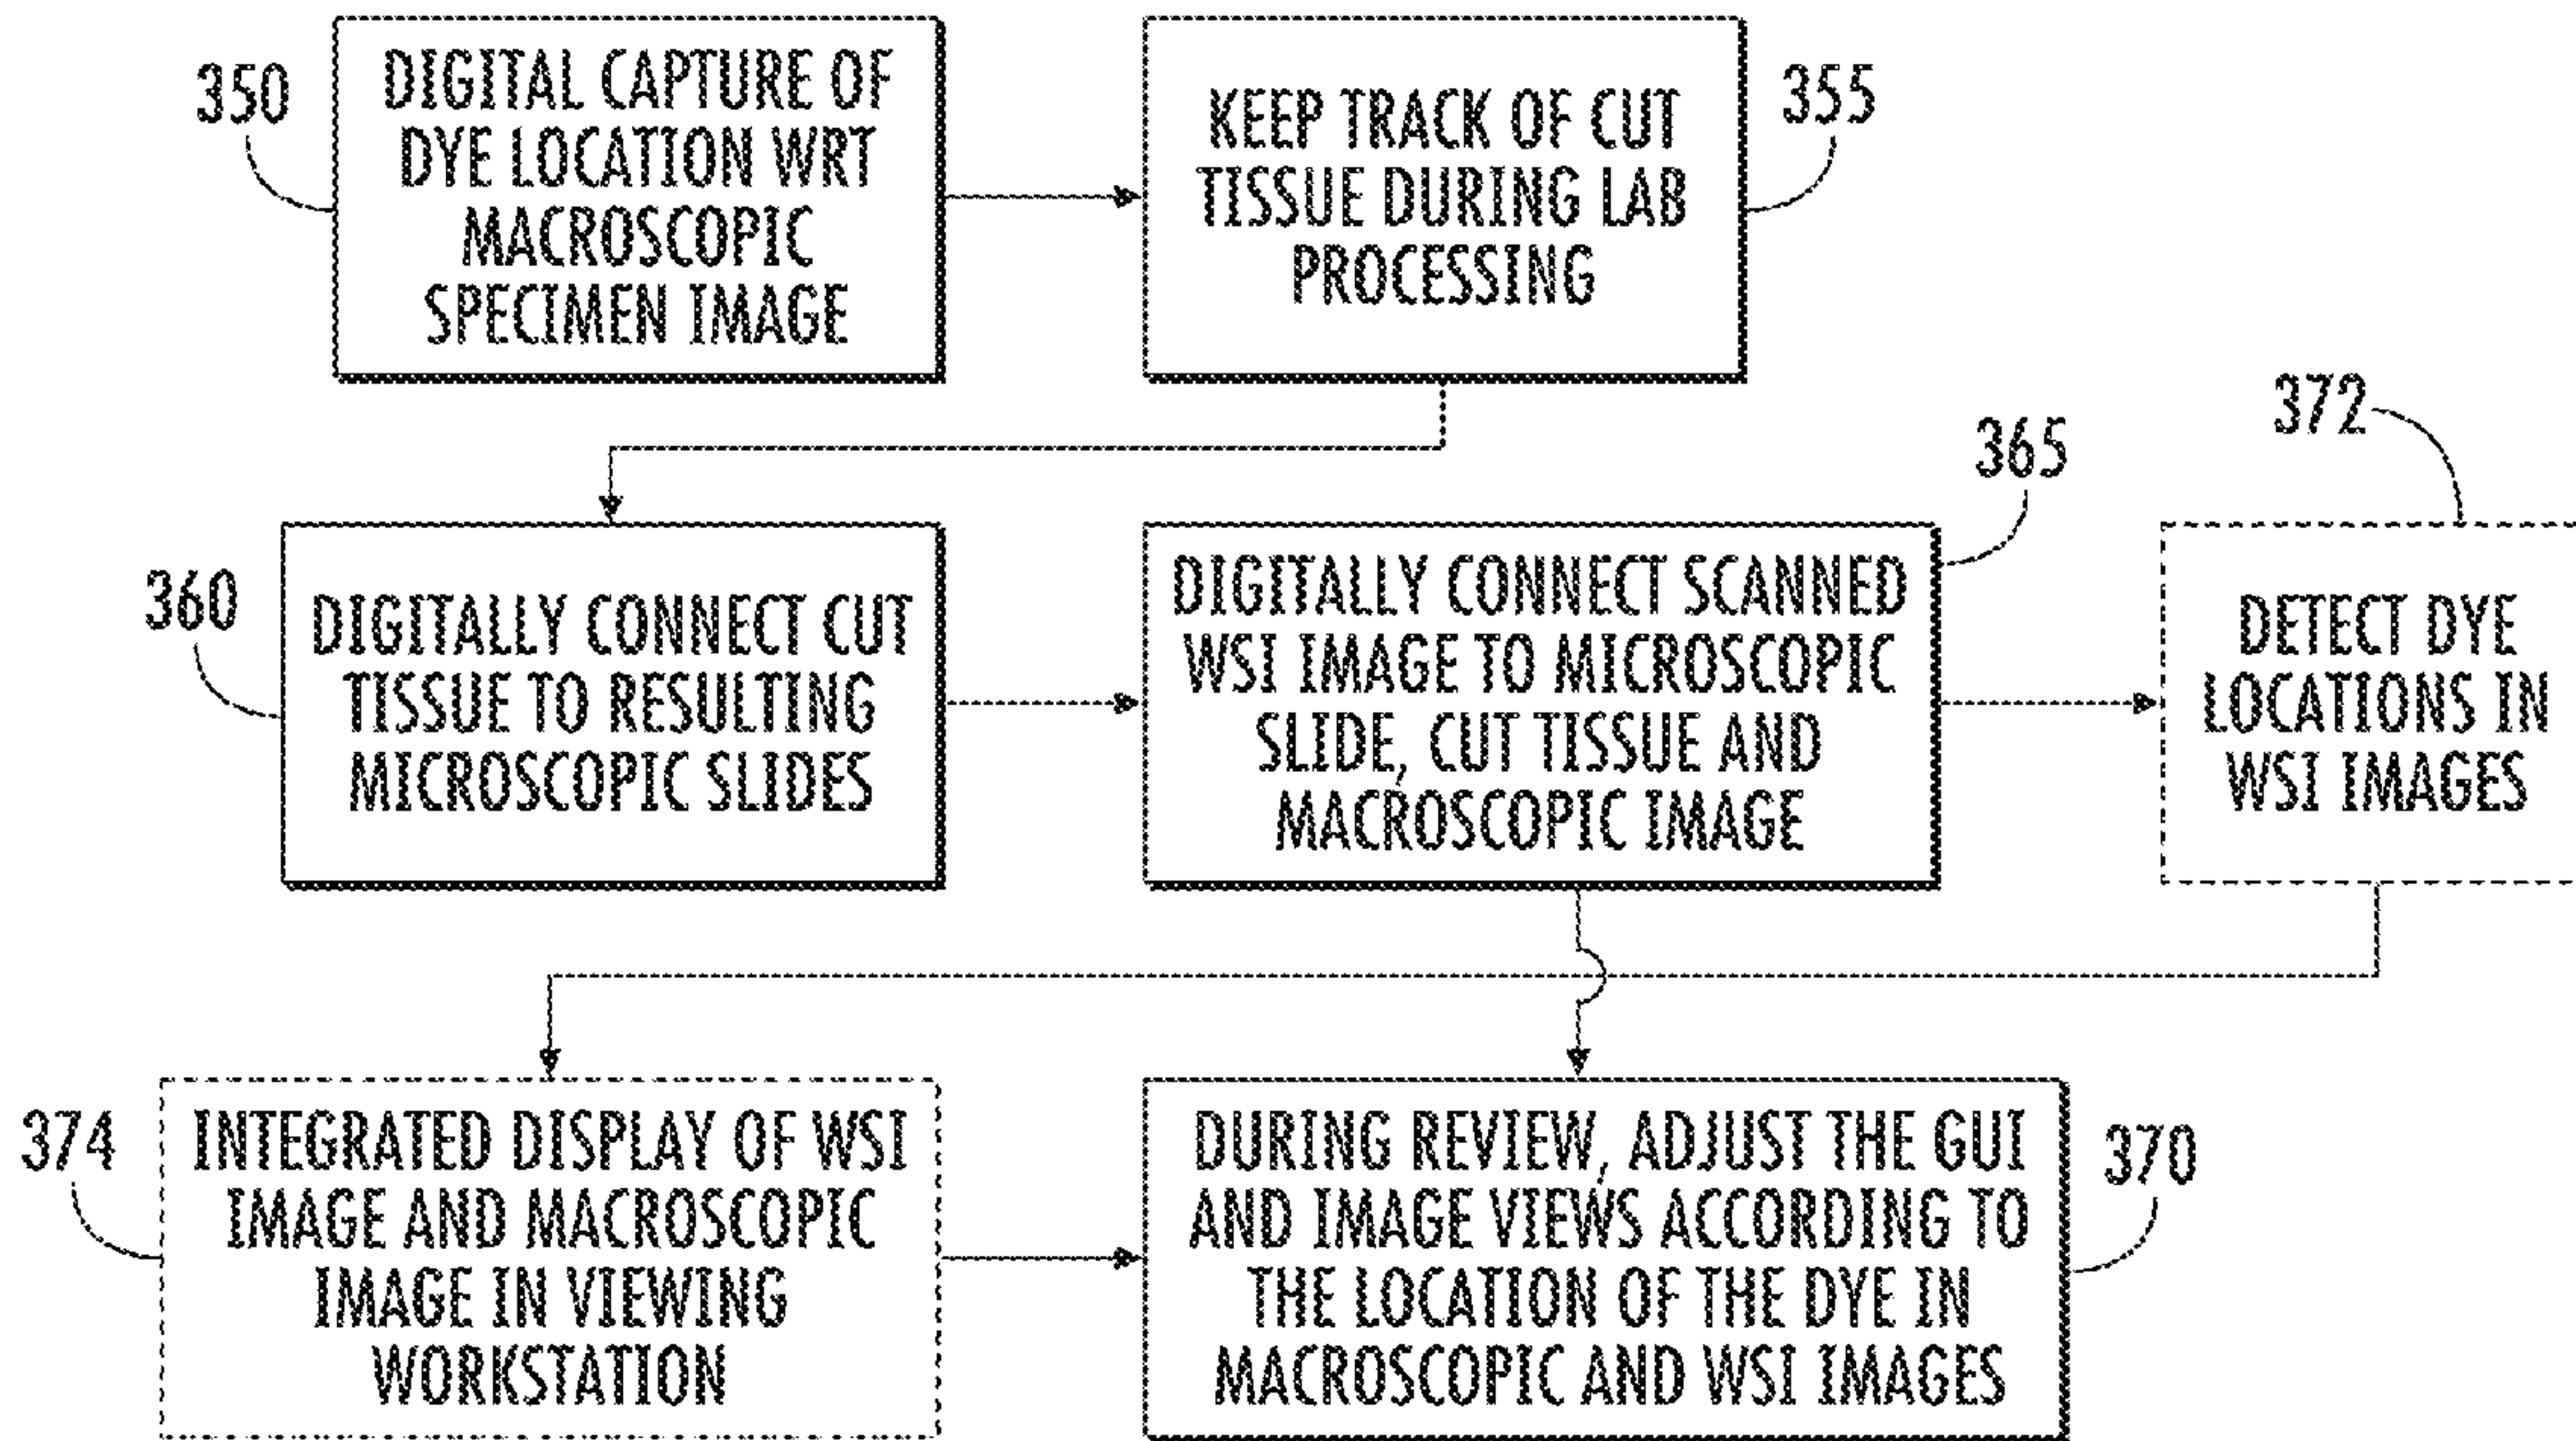 350
DIGITAL CAPTURE OF
DYE LOCATION WRT
MACROSCOPIC
SPECIMEN IMAGE
KEEP TRACK OF CUT
TISSUE DURING LAB
PROCESSING
355
360
DIGITALLY CONNECT CUT
TISSUE TO RESULTING
MICROSCOPIC SLIDES
DIGITALLY CONNECT SCANNED
WSI IMAGE TO MICROSCOPIC
SLIDE, CUT TISSUE AND
MACROSCOPIC IMAGE
365
372
DETECT DYE
LOCATIONS IN
WSI IMAGES
374
INTEGRATED DISPLAY OF WSI
IMAGE AND MACROSCOPIC
IMAGE IN VIEWING
WORKSTATION
DURING REVIEW, ADJUST THE GUI
AND IMAGE VIEWS ACCORDING TO
THE LOCATION OF THE DYE IN
MACROSCOPIC AND WSI IMAGES
370